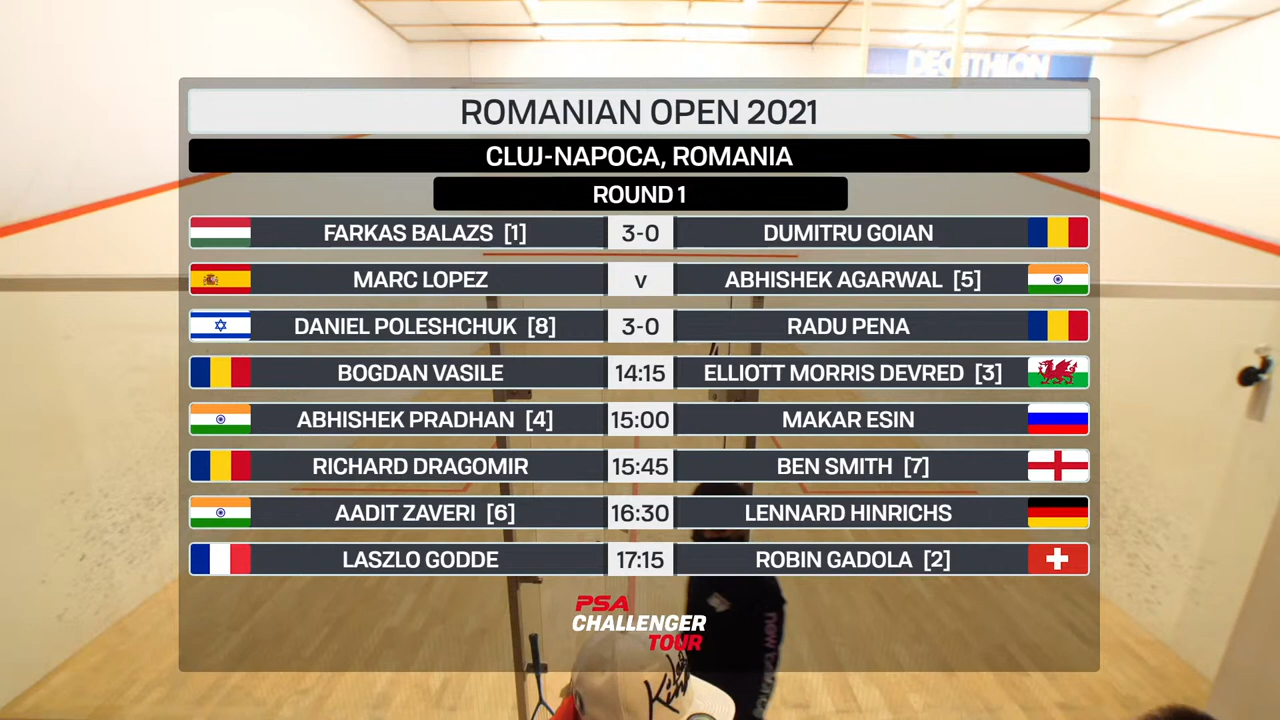 DECATHLON
ROMANIAN OPEN 2021
CLUJ-NAPOCA, ROMANIA
ROUND 1
FARKAS BALAZS [1] 3-0 DUMITRU GOIAN
MARC LOPEZ v ABHISHEK AGARWAL [5]
DANIEL POLESHCHUK [8] 3-0 RADU PENA
BOGDAN VASILE 14:15 ELLIOTT MORRIS DEVRED [3]
ABHISHEK PRADHAN [4] 15:00 MAKAR ESIN
RICHARD DRAGOMIR 15:45 BEN SMITH [7]
AADIT ZAVERI [6] 16:30 LENNARD HINRICHS
LASZLO GODDE 17:15 ROBIN GADOLA [2]
PSA
CHALLENGER
TOUR
new balance